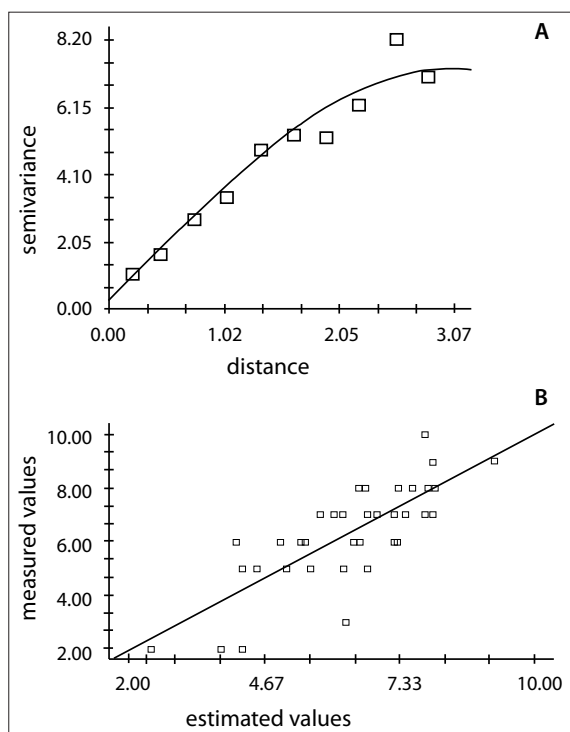 A
8.20
6.15
4.10
2.05
0.00
semivariance
0.00 1.02 2.05 3.07
distance
B
10.00
8.00
6.00
4.00
2.00
measured values
2.00 4.67 7.33 10.00
estimated values